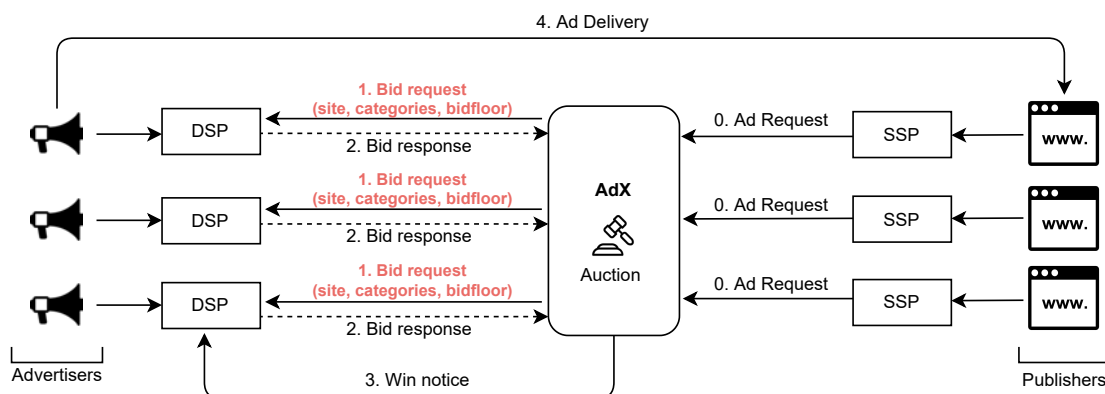 4. Ad Delivery
1. Bid request
(site, categories, bidfloor)
DSP
2. Bid response
0. Ad Request
SSP
www.
1. Bid request
(site, categories, bidfloor)
DSP
2. Bid response
AdX
Auction
0. Ad Request
SSP
www.
1. Bid request
(site, categories, bidfloor)
DSP
2. Bid response
0. Ad Request
SSP
www.
Advertisers
3. Win notice
Publishers